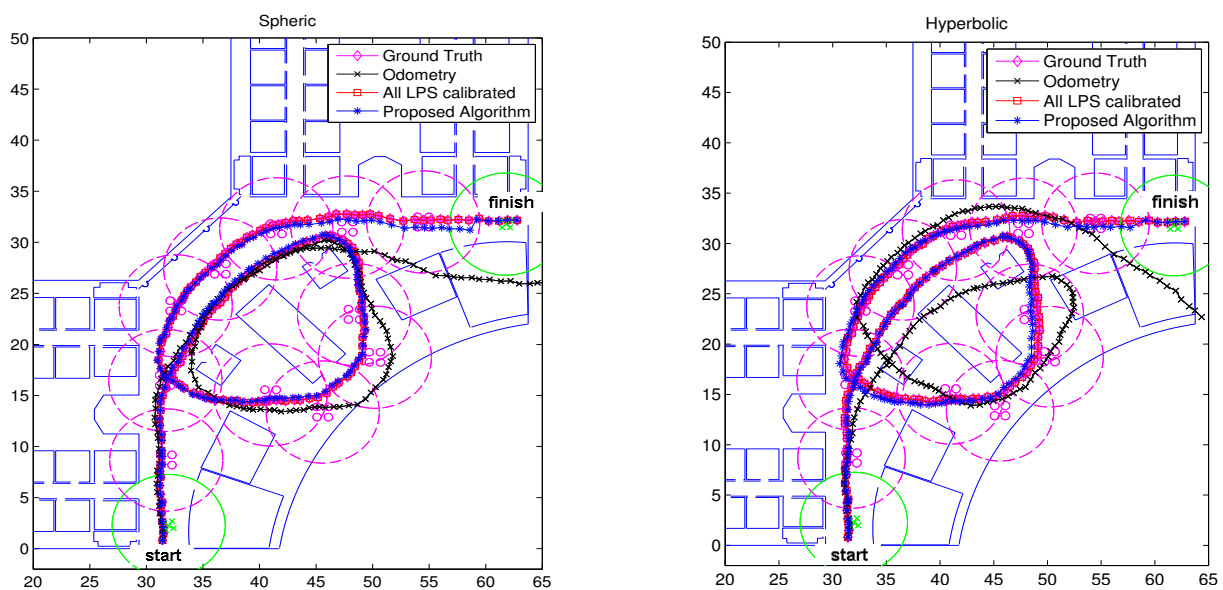 Spheric
50
45
40
35
30
25
20
15
10
5
0
20 25 30 35 40 45 50 55 60 65
Ground Truth
Odometry
All LPS calibrated
Proposed Algorithm
finish
start
Hyperbolic
50
45
40
35
30
25
20
15
10
5
0
20 25 30 35 40 45 50 55 60 65
Ground Truth
Odometry
All LPS calibrated
Proposed Algorithm
finish
start